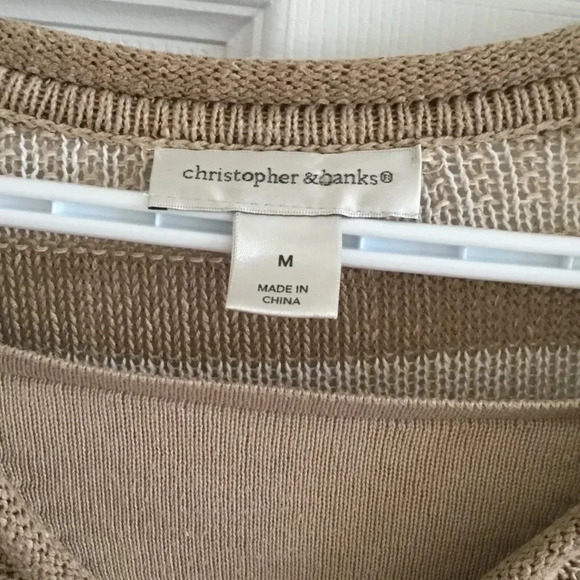 christopher & banks®
M
MADE IN
CHINA